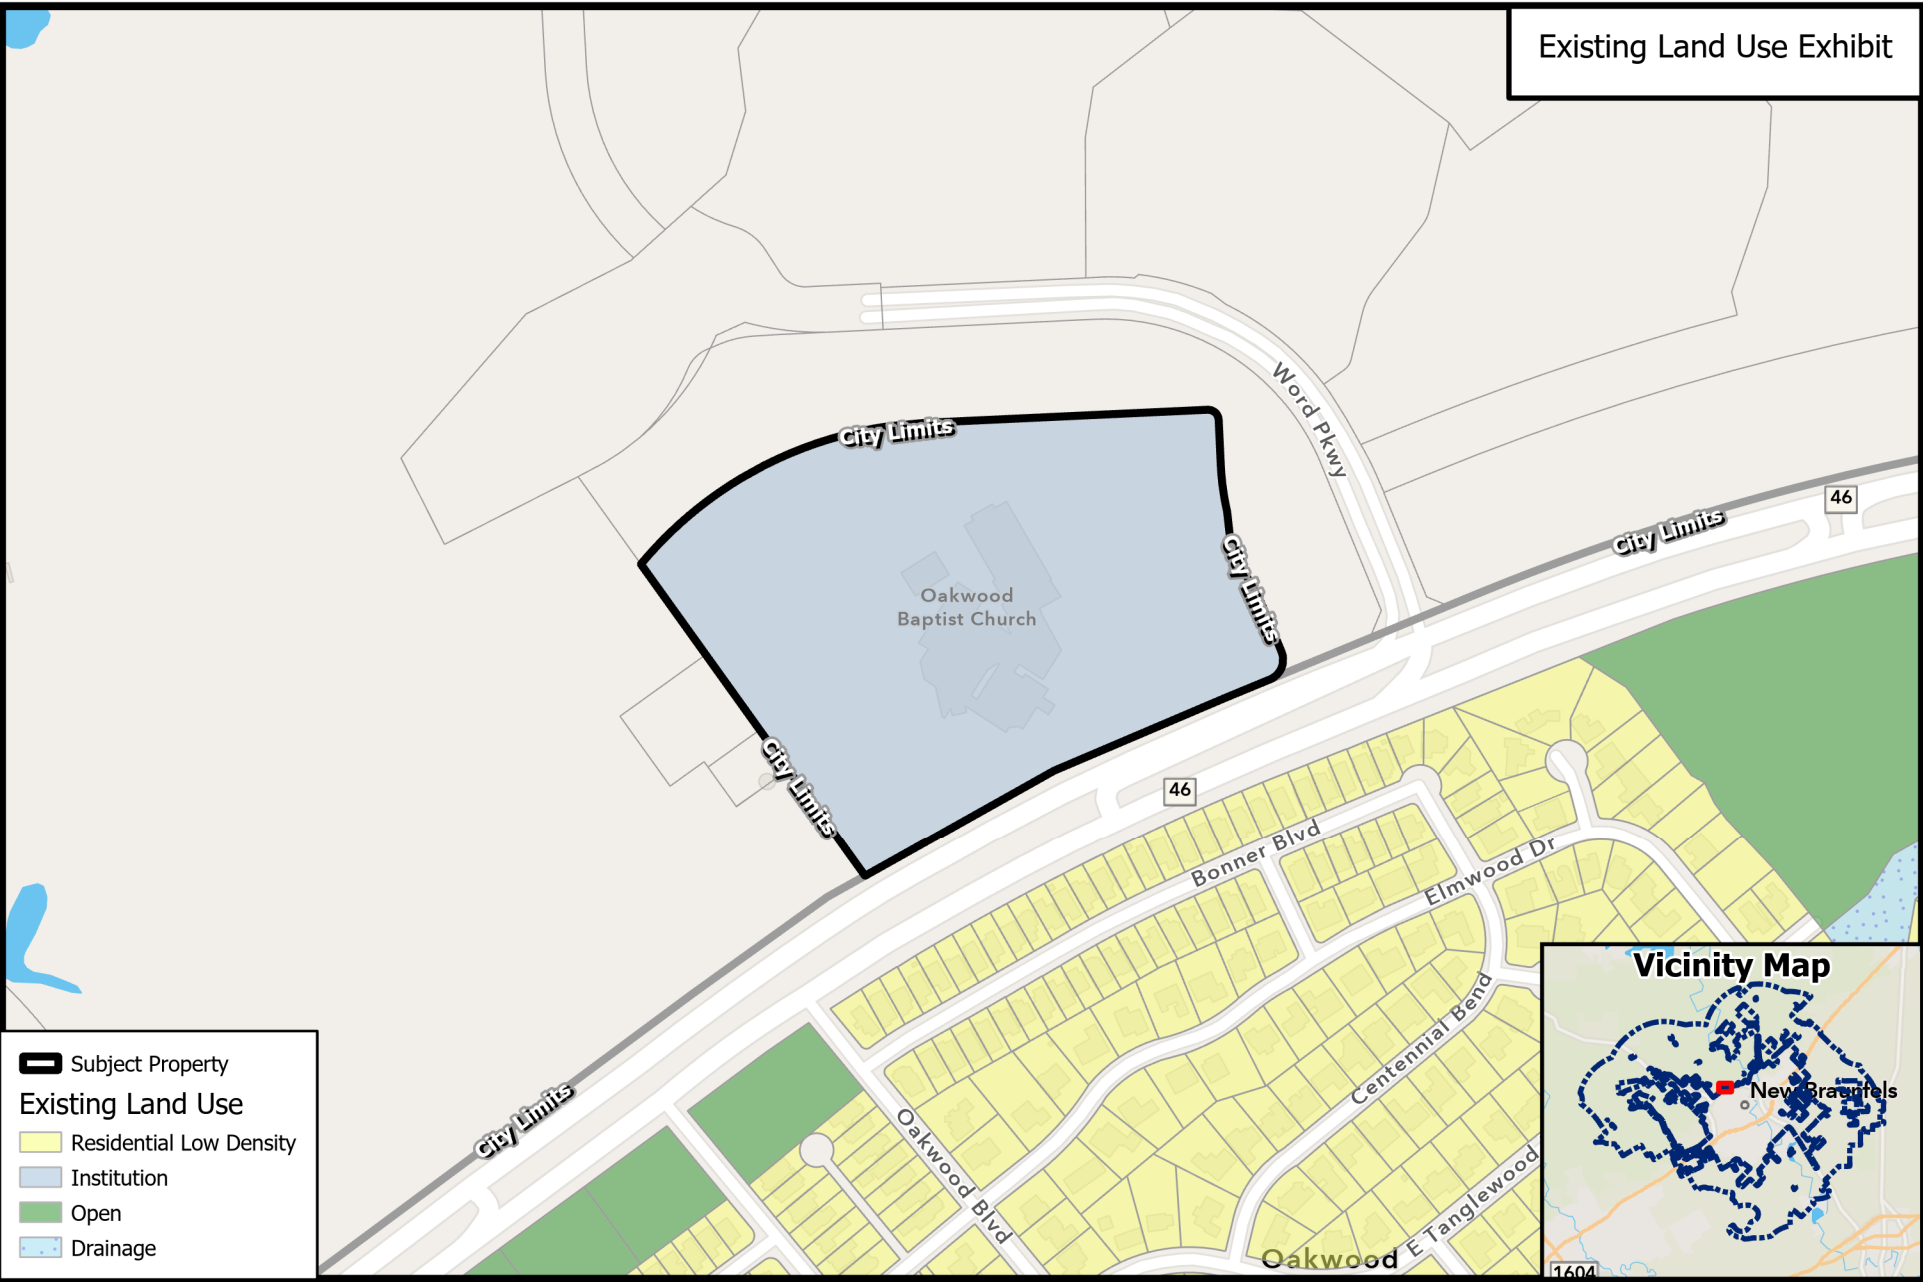 Existing Land Use Exhibit
City Limits
Word Pkwy
46
City Limits
City Limits
Oakwood
Baptist Church
City Limits
46
Bonner Blvd
Elmwood Dr
Centennial Bend
City Limits
Oakwood Blvd
E Tanglewood
Oakwood
Subject Property
Existing Land Use
Residential Low Density
Institution
Open
Drainage
Vicinity Map
New Braunfels
1604